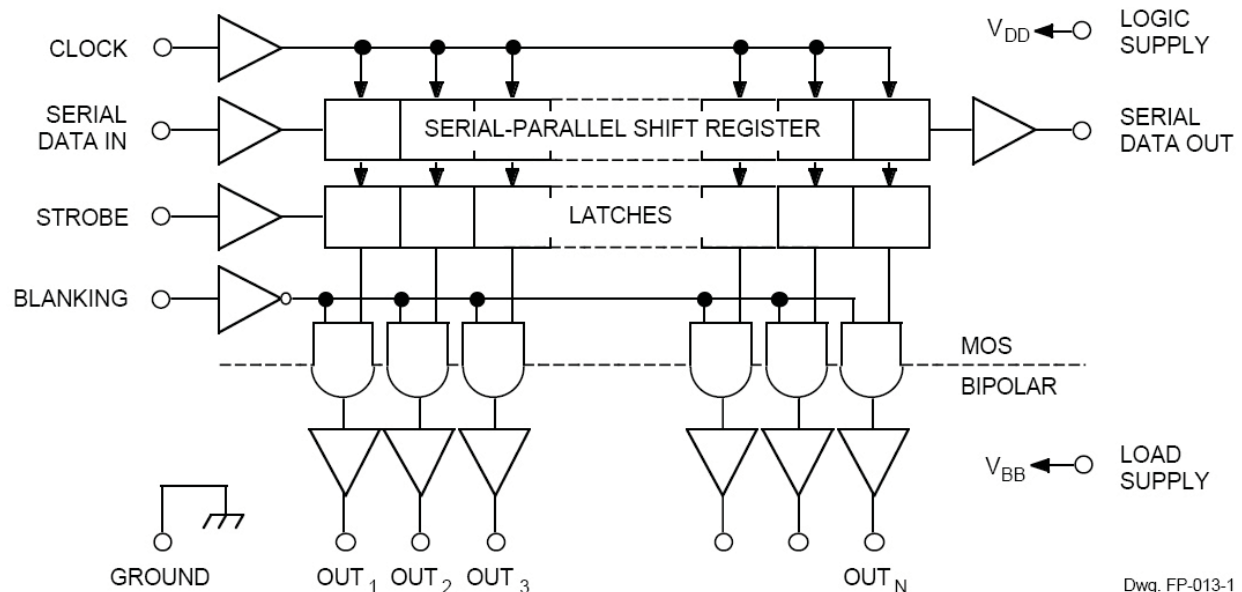 CLOCK
V_DD
LOGIC
SUPPLY
SERIAL
DATA IN
SERIAL-PARALLEL SHIFT REGISTER
SERIAL
DATA OUT
STROBE
LATCHES
BLANKING
MOS
BIPOLAR
V_BB
LOAD
SUPPLY
GROUND
OUT_1
OUT_2
OUT_3
OUT_N
Dwg. FP-013-1